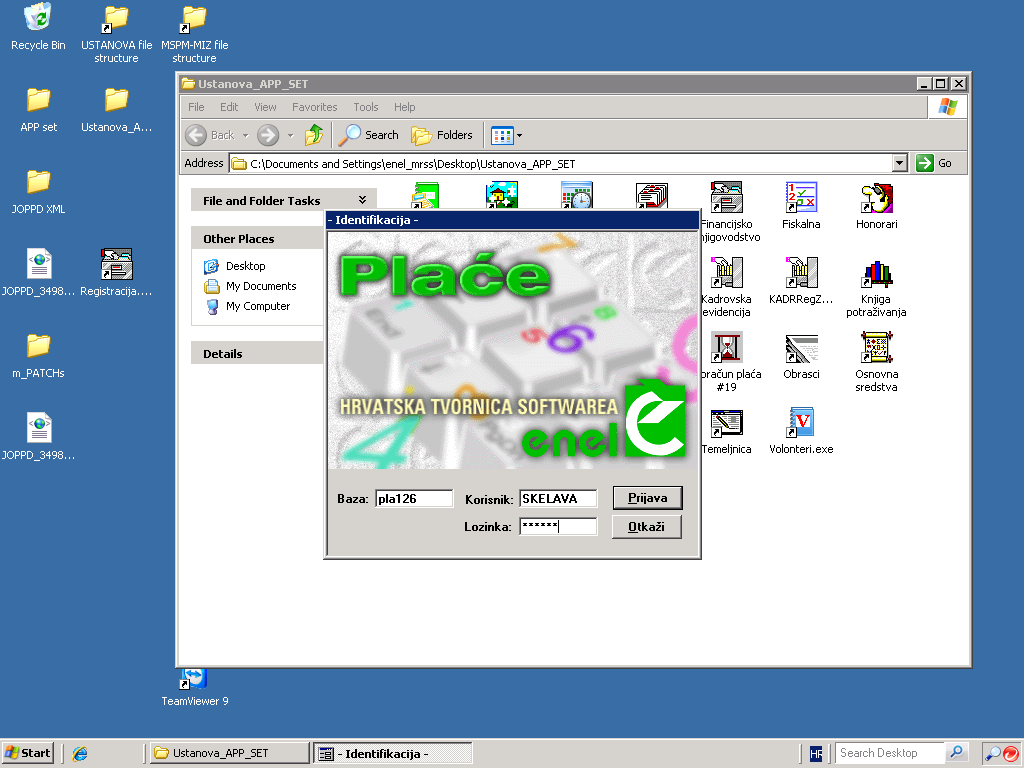 Recycle Bin
USTANOVA file structure
MSPM-MIZ file structure
APP set
Ustanova_A...
JOPPD XML
JOPPD_3498...
Registracija....
m_PATCHs
JOPPD_3498...
TeamViewer 9
Ustanova_APP_SET
File Edit View Favorites Tools Help
Back Search Folders
Address C:\Documents and Settings\enel_mrss\Desktop\Ustanova_APP_SET Go
File and Folder Tasks
Other Places
Desktop
My Documents
My Computer
Details
Financijsko
njigovodstvo
Fiskalna
Honorari
Kadrovska
evidencija
KADRRegZ...
Knjiga
potraživanja
oračun plaća
#19
Obrasci
Osnovna
sredstva
Temeljnica
Volonteri.exe
- Identifikacija -
Plaće
End
HRVATSKA TVORNICA SOFTWAREA
enel
Baza: pla126 Korisnik: SKELAVA Prijava
Lozinka: ****** Otkaži
Start Ustanova_APP_SET - Identifikacija - HR Search Desktop